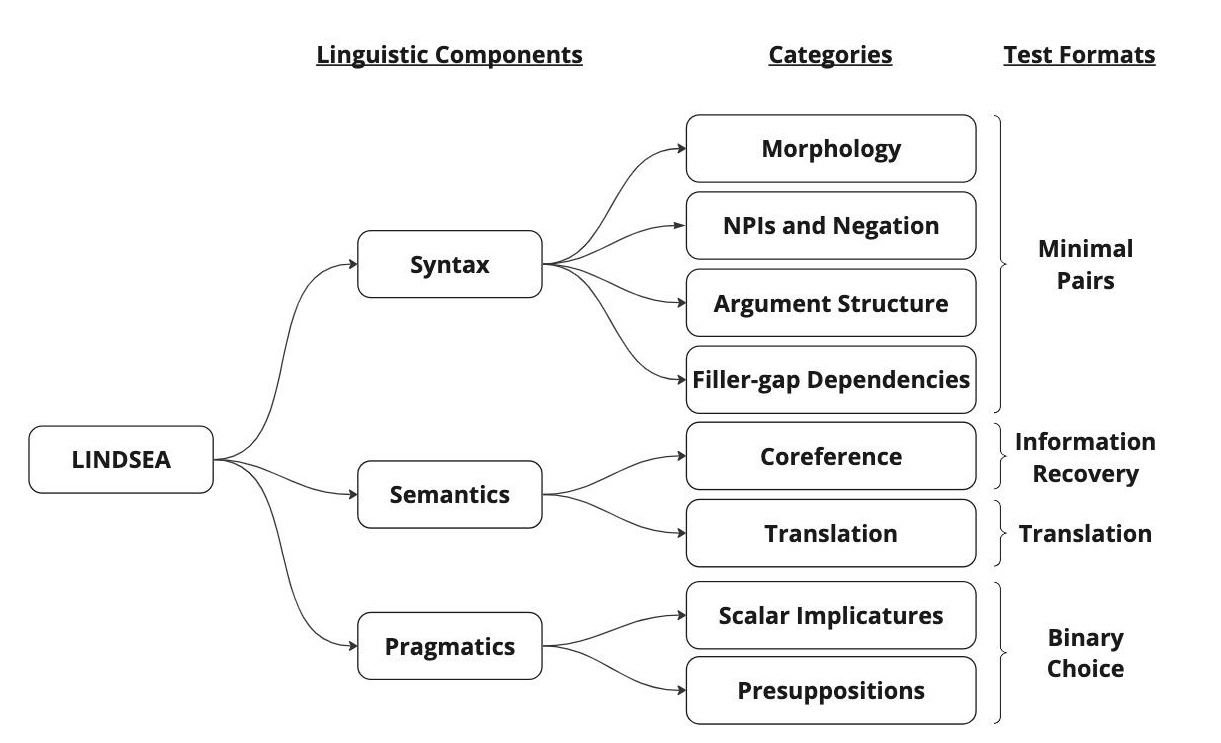 Linguistic Components
Categories
Test Formats
LINDSEA
Syntax
Morphology
NPIs and Negation
Argument Structure
Filler-gap Dependencies
Minimal
Pairs
Semantics
Coreference
Information
Recovery
Translation
Translation
Pragmatics
Scalar Implicatures
Presuppositions
Binary
Choice